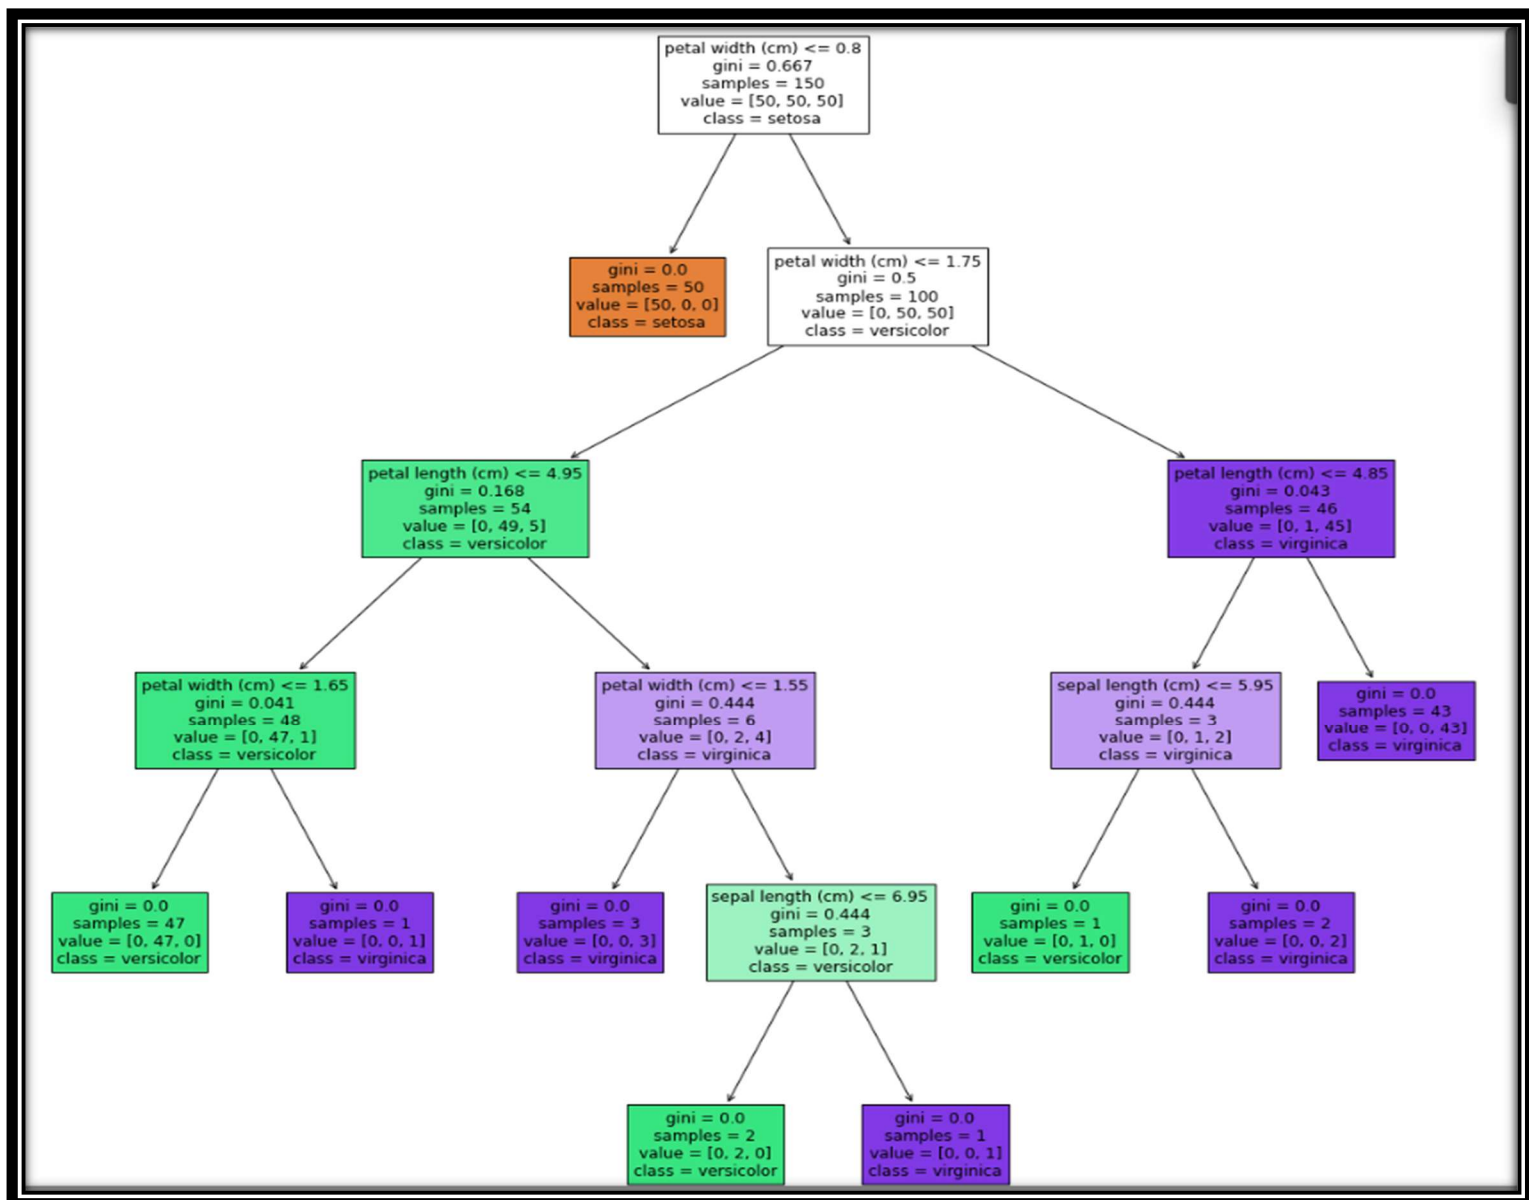 petal width (cm) <= 0.8
gini = 0.667
samples = 150
value = [50, 50, 50]
class = setosa
gini = 0.0
samples = 50
value = [50, 0, 0]
class = setosa
petal width (cm) <= 1.75
gini = 0.5
samples = 100
value = [0, 50, 50]
class = versicolor
petal length (cm) <= 4.95
gini = 0.168
samples = 54
value = [0, 49, 5]
class = versicolor
petal length (cm) <= 4.85
gini = 0.043
samples = 46
value = [0, 1, 45]
class = virginica
petal width (cm) <= 1.65
gini = 0.041
samples = 48
value = [0, 47, 1]
class = versicolor
petal width (cm) <= 1.55
gini = 0.444
samples = 6
value = [0, 2, 4]
class = virginica
sepal length (cm) <= 5.95
gini = 0.444
samples = 3
value = [0, 1, 2]
class = virginica
gini = 0.0
samples = 43
value = [0, 0, 43]
class = virginica
gini = 0.0
samples = 47
value = [0, 47, 0]
class = versicolor
gini = 0.0
samples = 1
value = [0, 0, 1]
class = virginica
gini = 0.0
samples = 3
value = [0, 0, 3]
class = virginica
sepal length (cm) <= 6.95
gini = 0.444
samples = 3
value = [0, 2, 1]
class = versicolor
gini = 0.0
samples = 1
value = [0, 1, 0]
class = versicolor
gini = 0.0
samples = 2
value = [0, 0, 2]
class = virginica
gini = 0.0
samples = 2
value = [0, 2, 0]
class = versicolor
gini = 0.0
samples = 1
value = [0, 0, 1]
class = virginica